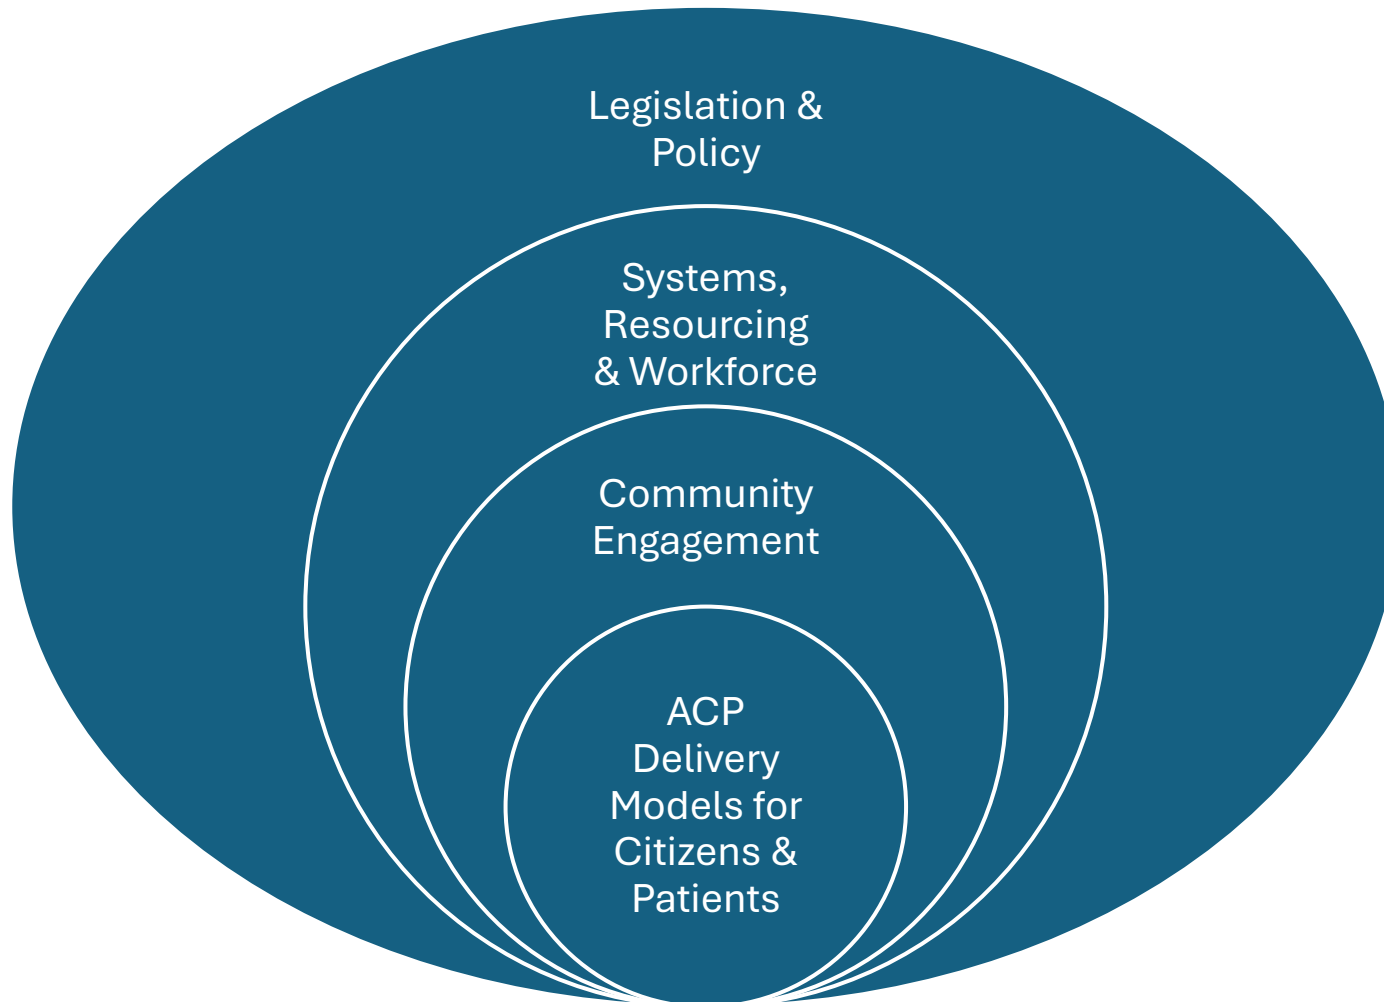 Legislation &
Policy
Systems,
Resourcing
& Workforce
Community
Engagement
ACP
Delivery
Models for
Citizens &
Patients